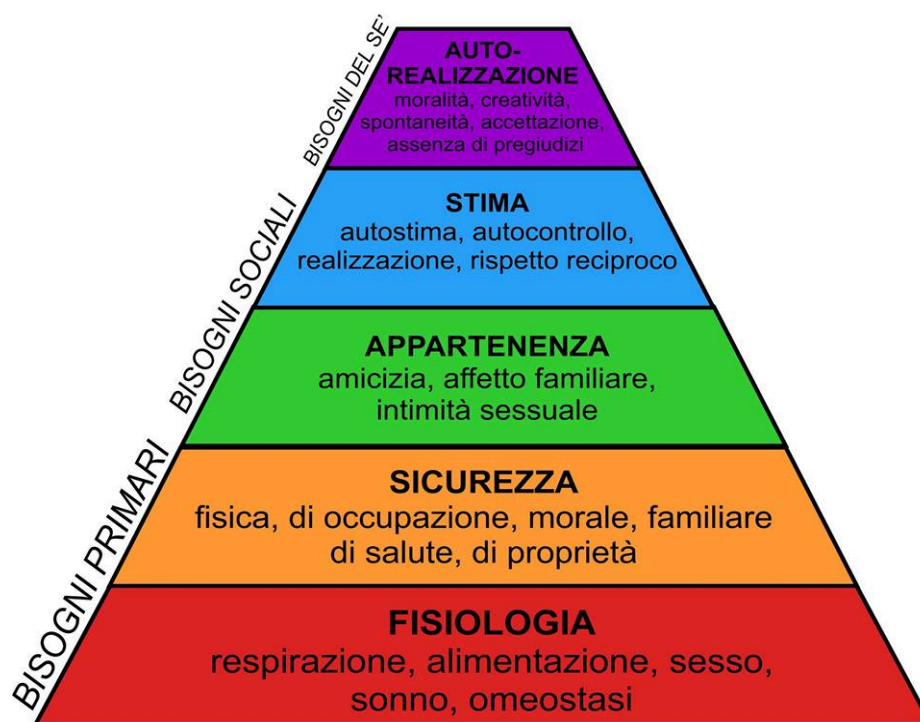 BISOGNI DEL SE'
AUTO-
REALIZZAZIONE
moralità, creatività,
spontaneità, accettazione,
assenza di pregiudizi
BISOGNI SOCIALI
STIMA
autostima, autocontrollo,
realizzazione, rispetto reciproco
APPARTENENZA
amicizia, affetto familiare,
intimità sessuale
BISOGNI PRIMARI
SICUREZZA
fisica, di occupazione, morale, familiare
di salute, di proprietà
FISIOLOGIA
respirazione, alimentazione, sesso,
sonno, omeostasi